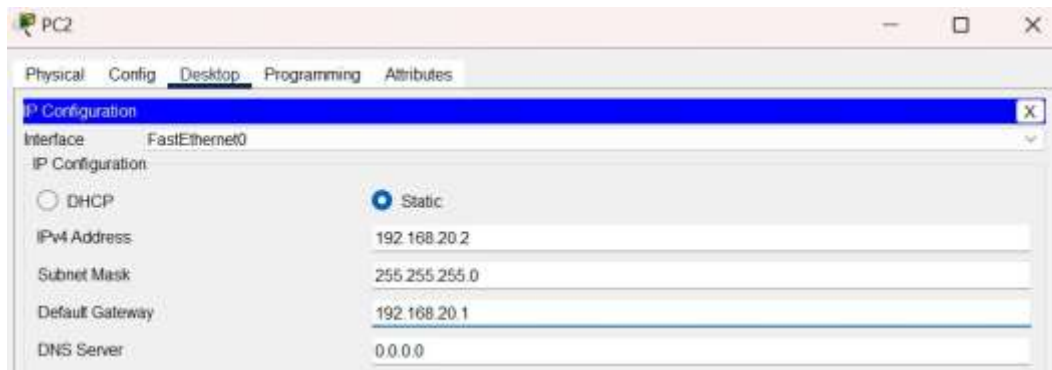 PC2
Physical Config Desktop Programming Attributes
IP Configuration X
Interface FastEthernet0
IP Configuration
DHCP Static
IPv4 Address 192.168.20.2
Subnet Mask 255.255.255.0
Default Gateway 192.168.20.1
DNS Server 0.0.0.0